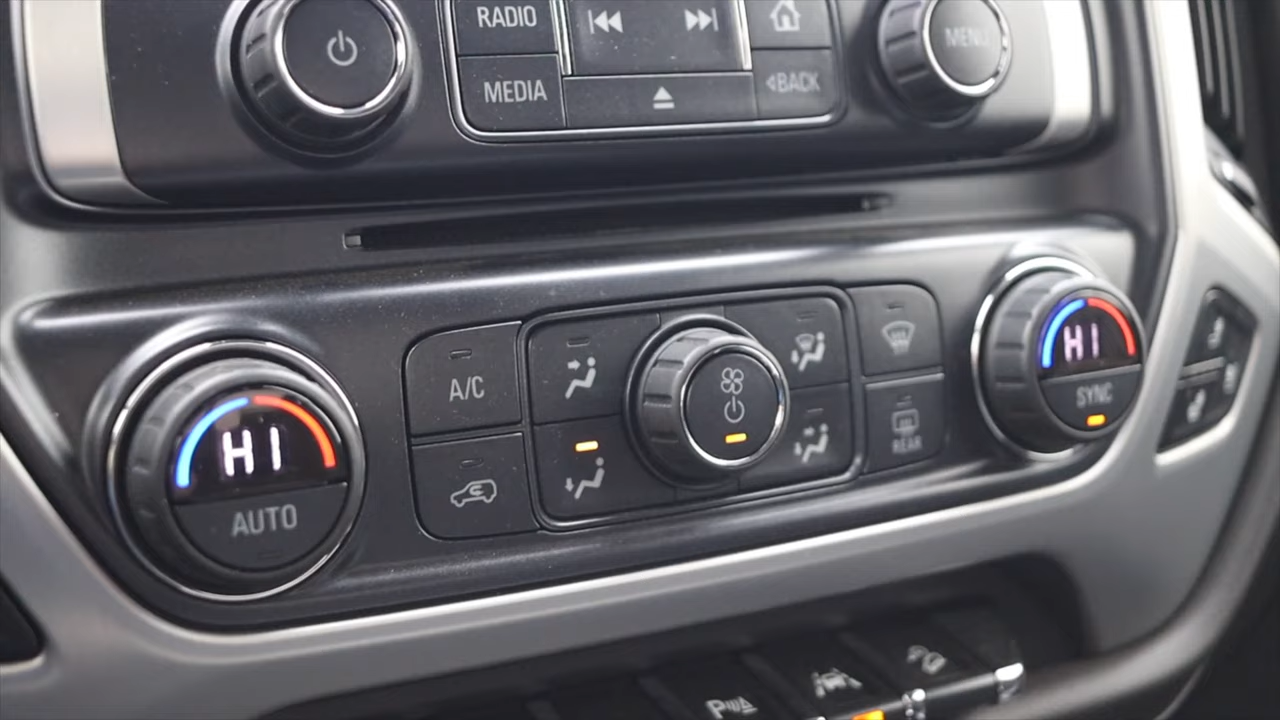 RADIO
MEDIA
BACK
MENU
HI
AUTO
A/C
REAR
HI
SYNC
P